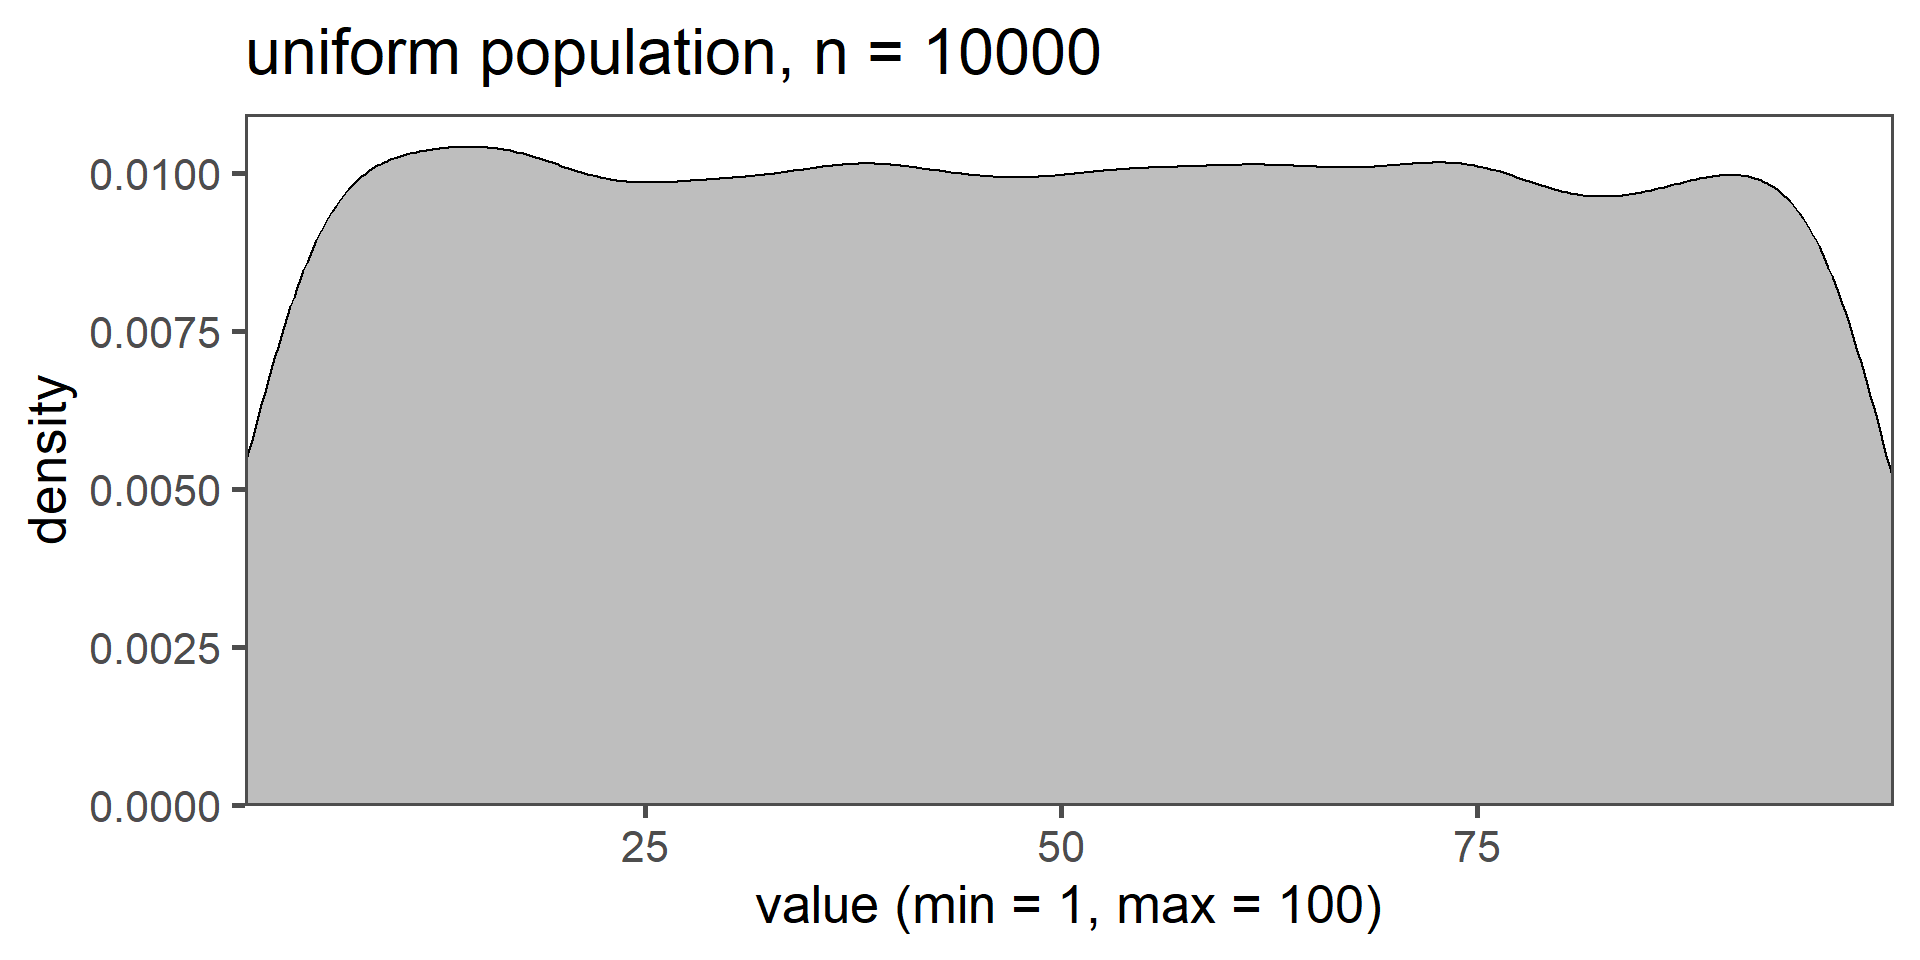 uniform population, n = 10000
0.0100
0.0075
0.0050
0.0025
0.0000
density
25
50
75
value (min = 1, max = 100)